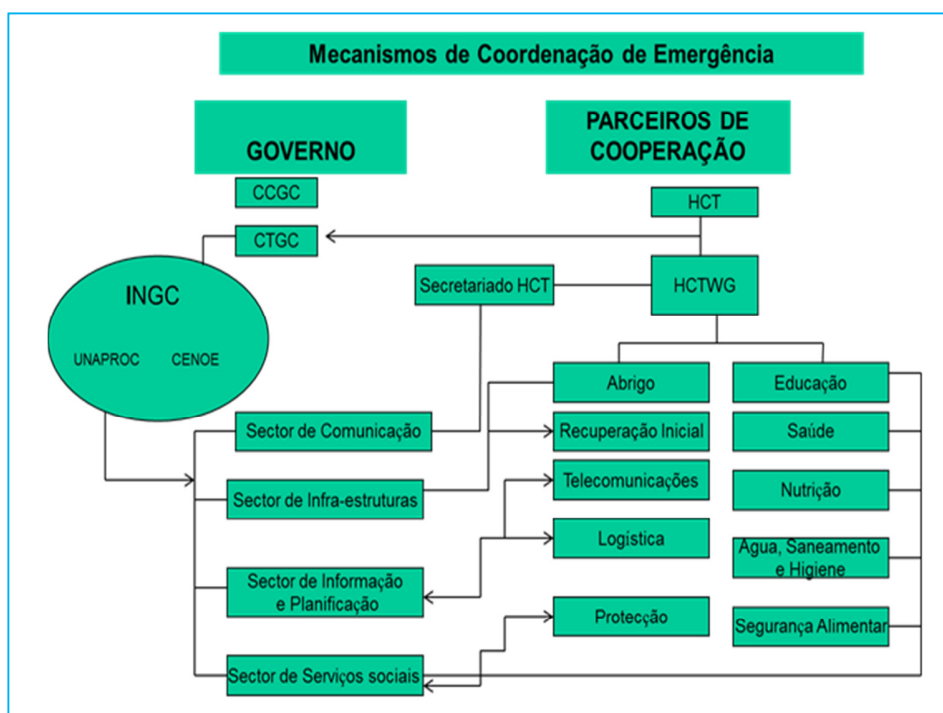 Mecanismos de Coordenação de Emergência
GOVERNO
PARCEIROS DE
COOPERAÇÃO
CCGC
HCT
CTGC
INGC
UNAPROC CENOE
Secretariado HCT
HCTWG
Abrigo
Educação
Sector de Comunicação
Recuperação Inicial
Saúde
Sector de Infra-estruturas
Telecomunicações
Nutrição
Logística
Agua, Saneamento
e Higiene
Sector de Informação
e Planificação
Protecção
Segurança Alimentar
Sector de Serviços sociais